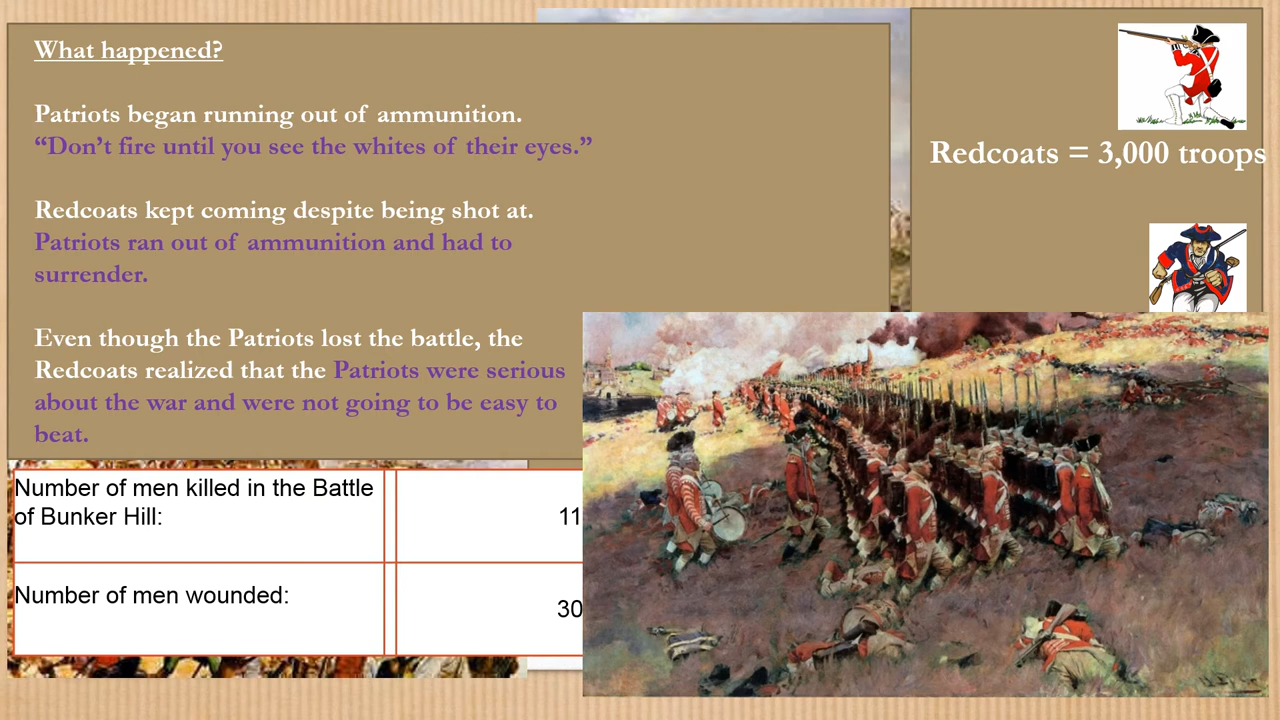 What happened?
Patriots began running out of ammunition.
“Don’t fire until you see the whites of their eyes.”
Redcoats kept coming despite being shot at.
Patriots ran out of ammunition and had to
surrender.
Even though the Patriots lost the battle, the
Redcoats realized that the Patriots were serious
about the war and were not going to be easy to
beat.
Redcoats = 3,000 troops
Number of men killed in the Battle
of Bunker Hill:
11
Number of men wounded:
30